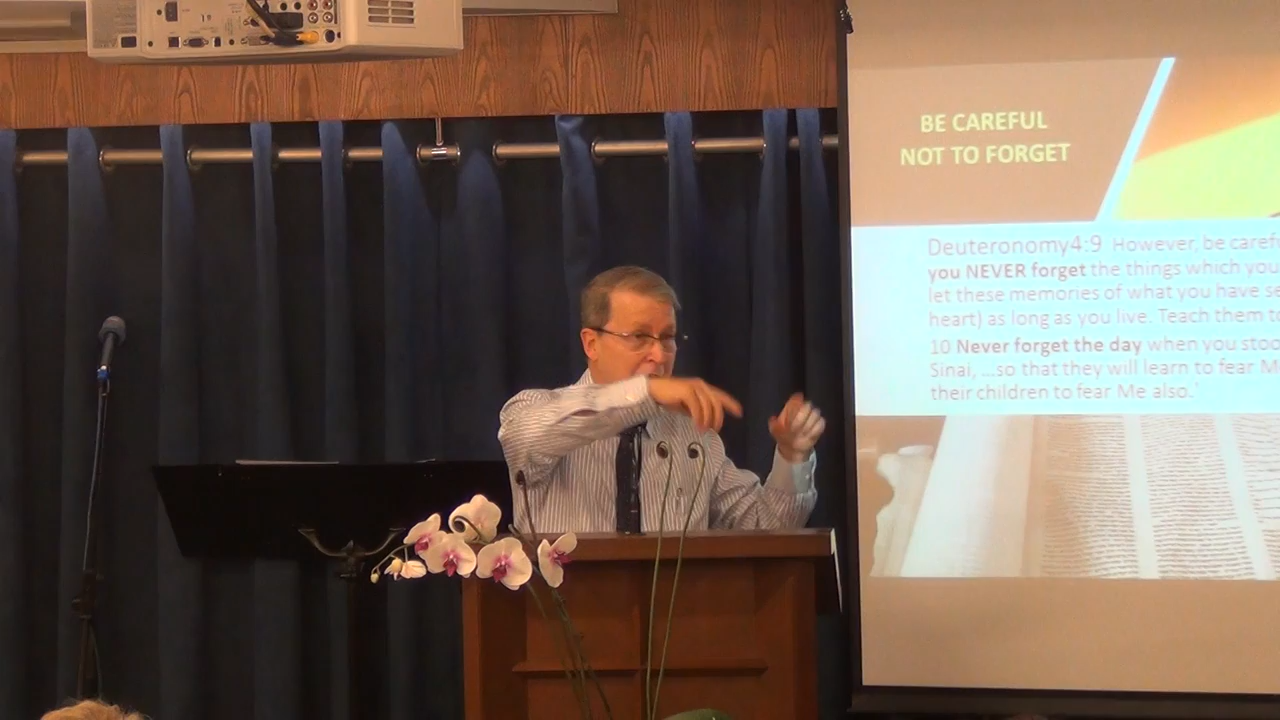 BE CAREFUL
NOT TO FORGET
Deuteronomy4:9 However, be caref
you NEVER forget the things which you
let these memories of what you have se
heart) as long as you live. Teach them to
10 Never forget the day when you stoo
Sinai, ...so that they will learn to fear Me
their children to fear Me also.'